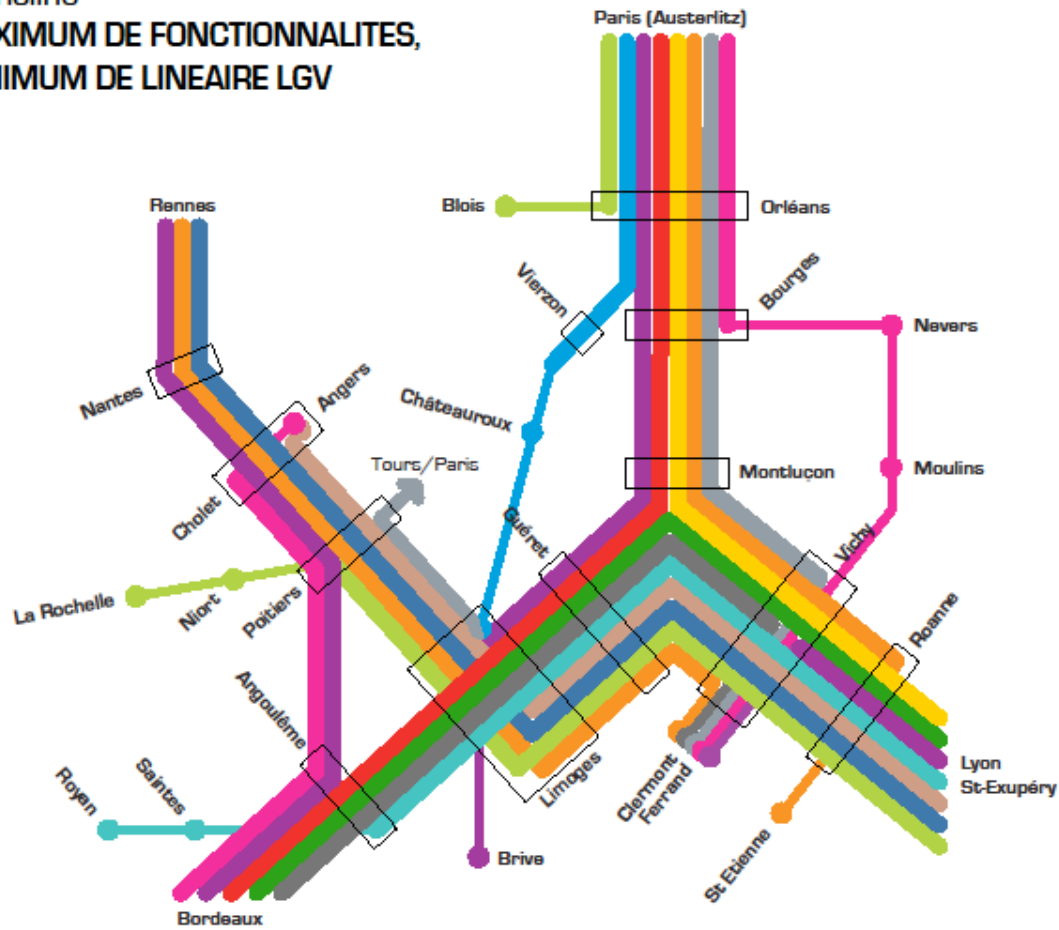 XIMUM DE FONCTIONNALITES,
IIMUM DE LINEAIRE LGV
Paris (Austerlitz)
Blois
Orléans
Rennes
Vierzon
Bourges
Nevers
Nantes
Angers
Châteauroux
Tours/Paris
Montluçon
Moulins
Cholet
Guéret
Vichy
La Rochelle
Niort
Poitiers
Roanne
Angoulême
Limoges
Clermont
Ferrand
Lyon
St-Exupéry
Royan
Saintes
Brive
St Etienne
Bordeaux